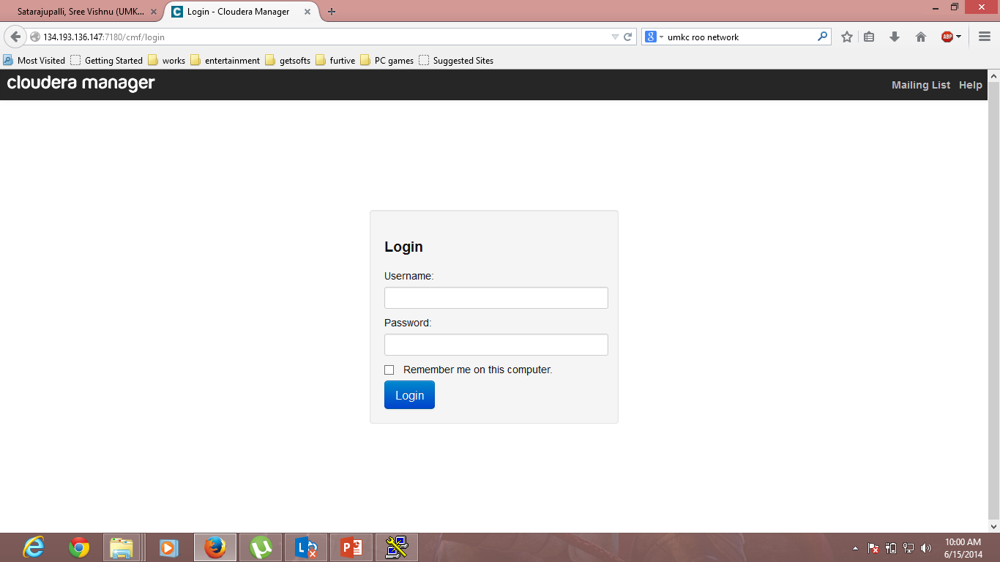 Satarajupalli, Sree Vishnu (UMK...
Login - Cloudera Manager
134.193.136.147:7180/cmf/login
umkc roo network
ABP
Most Visited
Getting Started
works
entertainment
getsofts
furtive
PC games
Suggested Sites
cloudera manager
Mailing List
Help
Login
Username:
Password:
Remember me on this computer.
Login
10:00 AM
6/15/2014